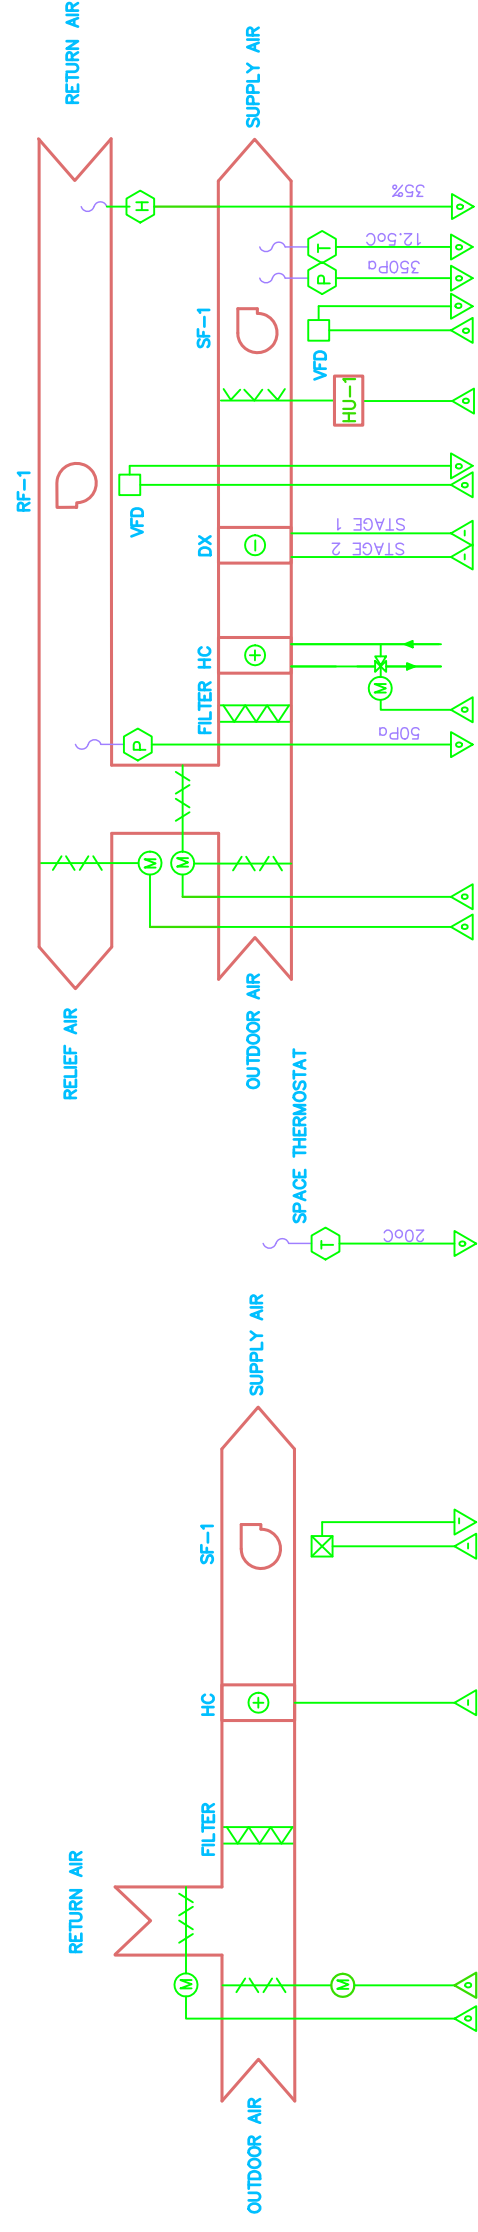 RETURN AIR
SUPPLY AIR
35%
H
12.5oC
T
350Pa
P
SF-1
VFD
HU-1
RF-1
VFD
STAGE 1
DX
STAGE 2
HC
M
FILTER
50Pa
P
M
M
RELIEF AIR
OUTDOOR AIR
SPACE THERMOSTAT
T
20oC
SUPPLY AIR
SF-1
HC
FILTER
RETURN AIR
M
M
OUTDOOR AIR